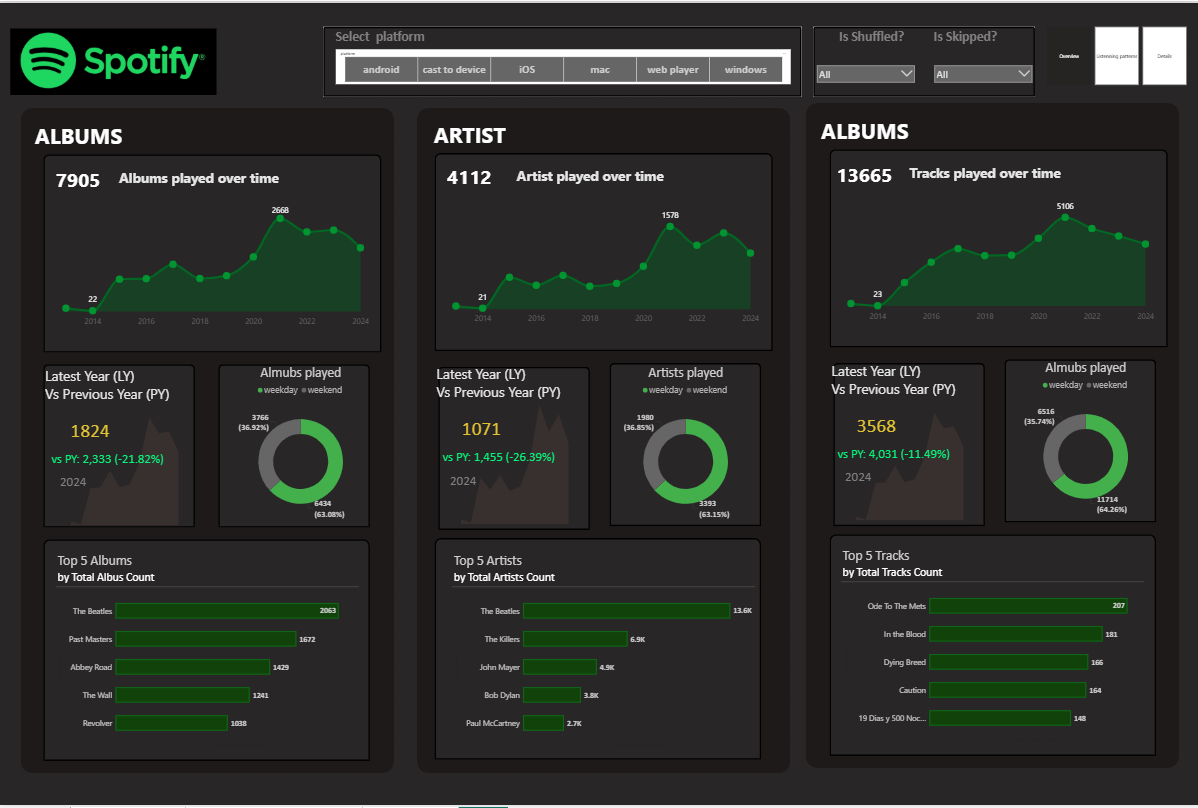 Spotify®
Select platform
platform
android
cast to device
iOS
mac
web player
windows
Is Shuffled?
All
Is Skipped?
All
Overview
Listenning parterns
Details
ALBUMS
7905
Albums played over time
2668
22
2014
2016
2018
2020
2022
2024
Latest Year (LY)
Vs Previous Year (PY)
1824
vs PY: 2,333 (-21.82%)
2024
Almubs played
weekday
weekend
3766
(36.92%)
6434
(63.08%)
Top 5 Albums
by Total Albus Count
The Beatles
2063
Past Masters
1672
Abbey Road
1429
The Wall
1241
Revolver
1038
ARTIST
4112
Artist played over time
1578
21
2014
2016
2018
2020
2022
2024
Latest Year (LY)
Vs Previous Year (PY)
1071
vs PY: 1,455 (-26.39%)
2024
Artists played
weekday
weekend
1980
(36.85%)
3393
(63.15%)
Top 5 Artists
by Total Artists Count
The Beatles
13.6K
The Killers
6.9K
John Mayer
4.9K
Bob Dylan
3.8K
Paul McCartney
2.7K
ALBUMS
13665
Tracks played over time
5106
23
2014
2016
2018
2020
2022
2024
Latest Year (LY)
Vs Previous Year (PY)
3568
vs PY: 4,031 (-11.49%)
2024
Almubs played
weekday
weekend
6516
(35.74%)
11714
(64.26%)
Top 5 Tracks
by Total Tracks Count
Ode To The Mets
207
In the Blood
181
Dying Breed
166
Caution
164
19 Dias y 500 Noc...
148